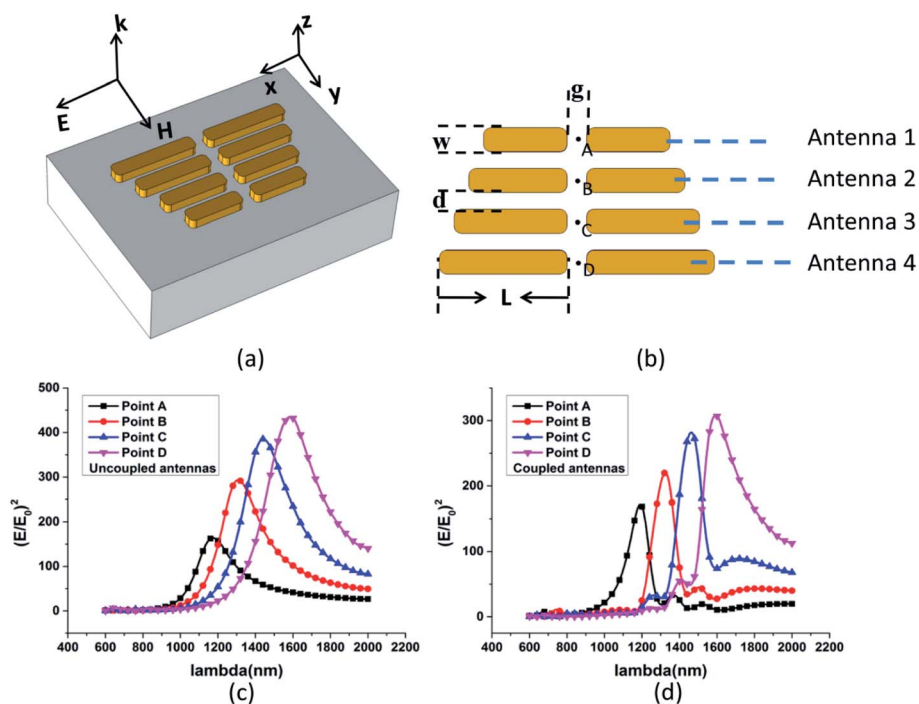 k
E
H
z
x
y
(a)
g
w
d
L
A
B
C
D
Antenna 1
Antenna 2
Antenna 3
Antenna 4
(b)
500
400
300
200
100
0
(E/E0)2
Point A
Point B
Point C
Point D
Uncoupled antennas
400 600 800 1000 1200 1400 1600 1800 2000 2200
lambda(nm)
(c)
300
200
100
0
(E/E0)2
Point A
Point B
Point C
Point D
Coupled antennas
400 600 800 1000 1200 1400 1600 1800 2000 2200
lambda(nm)
(d)